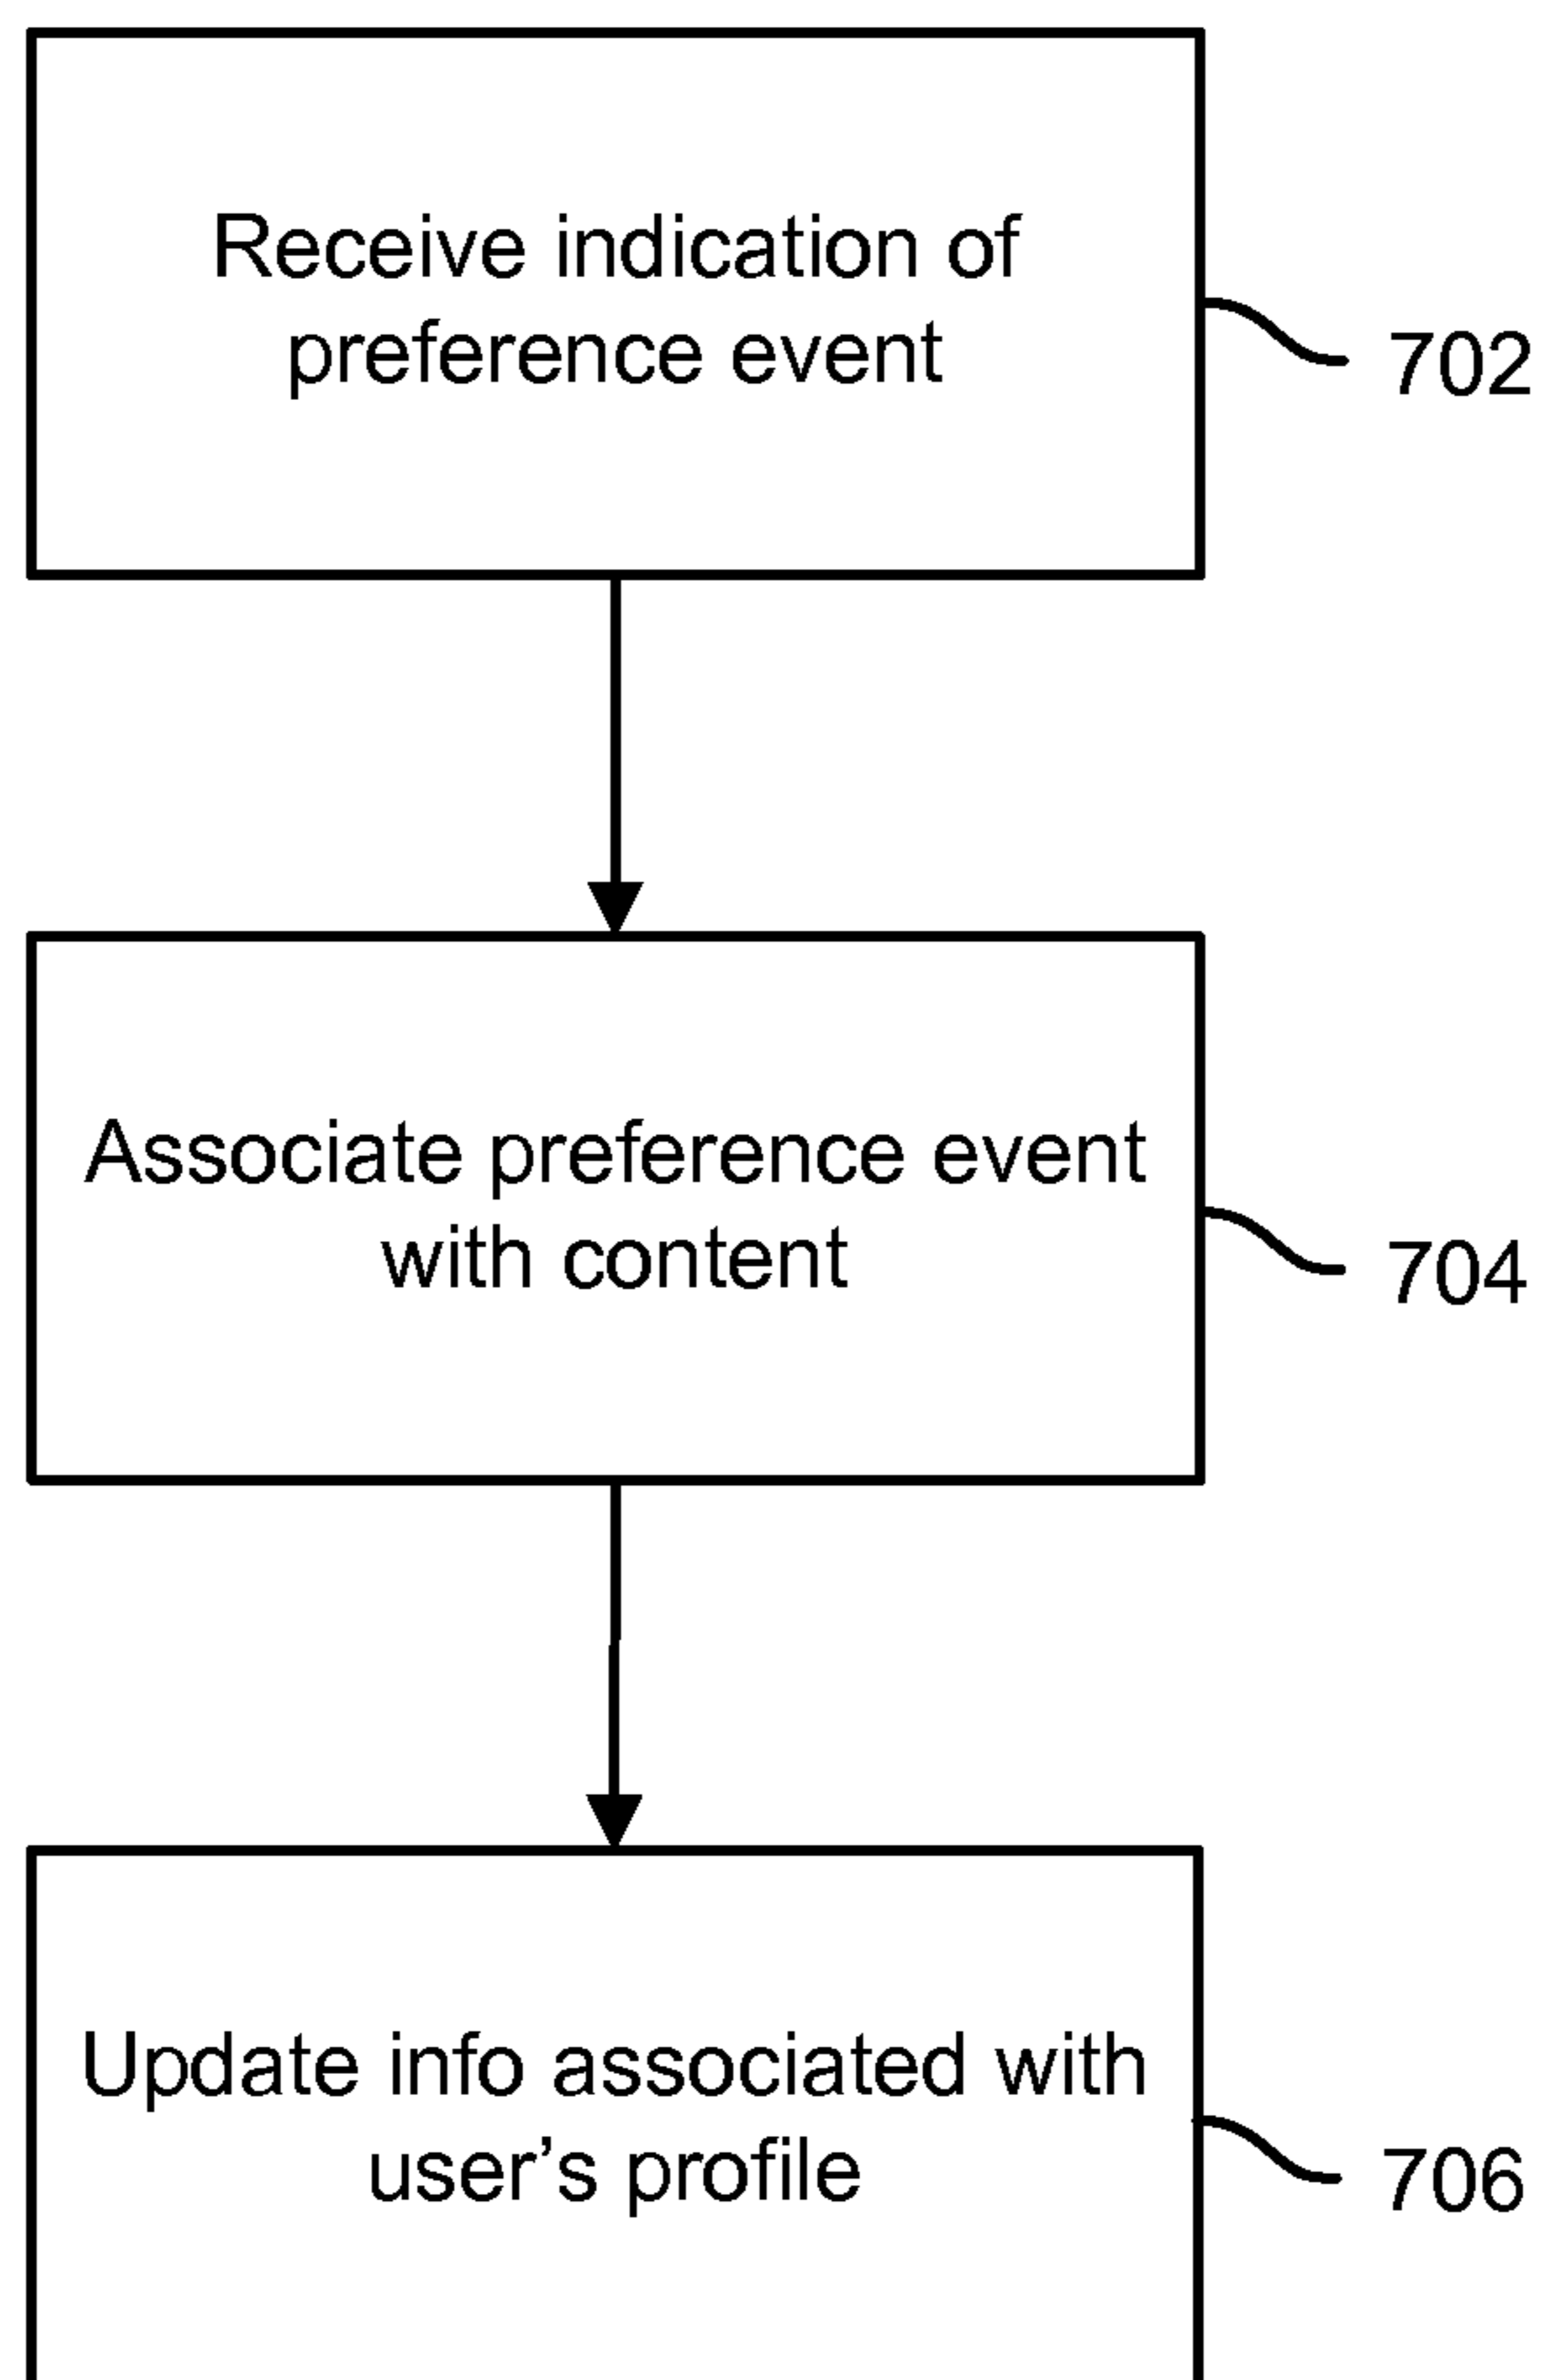 Receive indication of
preference event
702
Associate preference event
with content
704
Update info associated with
user’s profile
706